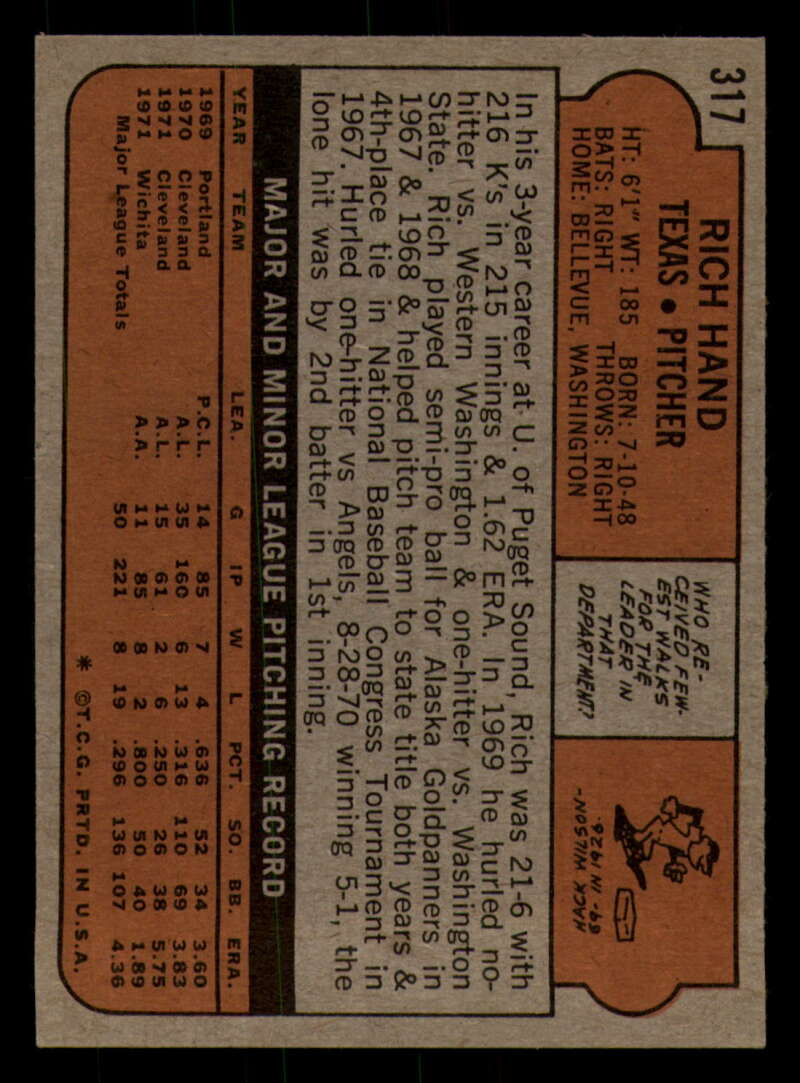 317
RICH HAND
TEXAS • PITCHER
HT: 6'1" WT: 185 BORN: 7-10-48
BATS: RIGHT THROWS: RIGHT
HOME: BELLEVUE, WASHINGTON
WHO RE-
CEIVED FEW-
EST WALKS
FOR THE
LEADER IN
THAT
DEPARTMENT?
HACK WILSON-
69- IN 1926.
In his 3-year career at U. of Puget Sound, Rich was 21-6 with
216 K's in 215 innings & 1.62 ERA. In 1969 he hurled no-
hitter vs. Western Washington & one-hitter vs. Washington
State. Rich played semi-pro ball for Alaska Goldpanners in
1967 & 1968 & helped pitch team to state title both years &
4th-place tie in National Baseball Congress Tournament in
1967. Hurled one-hitter vs Angels, 8-28-70 winning 5-1, the
lone hit was by 2nd batter in 1st inning.
MAJOR AND MINOR LEAGUE PITCHING RECORD
YEAR TEAM LEA. G IP W L PCT. SO. BB. ERA.
1969 Portland P.C.L. 14 85 7 4 .636 52 34 3.60
1970 Cleveland A.L. 35 160 6 13 .316 110 69 3.83
1971 Cleveland A.L. 15 61 2 6 .250 26 38 5.75
1971 Wichita A.A. 11 85 8 2 .800 50 40 1.89
Major League Totals 50 221 8 19 .296 136 107 4.36
* ©T.C.G. PRTD. IN U.S.A.